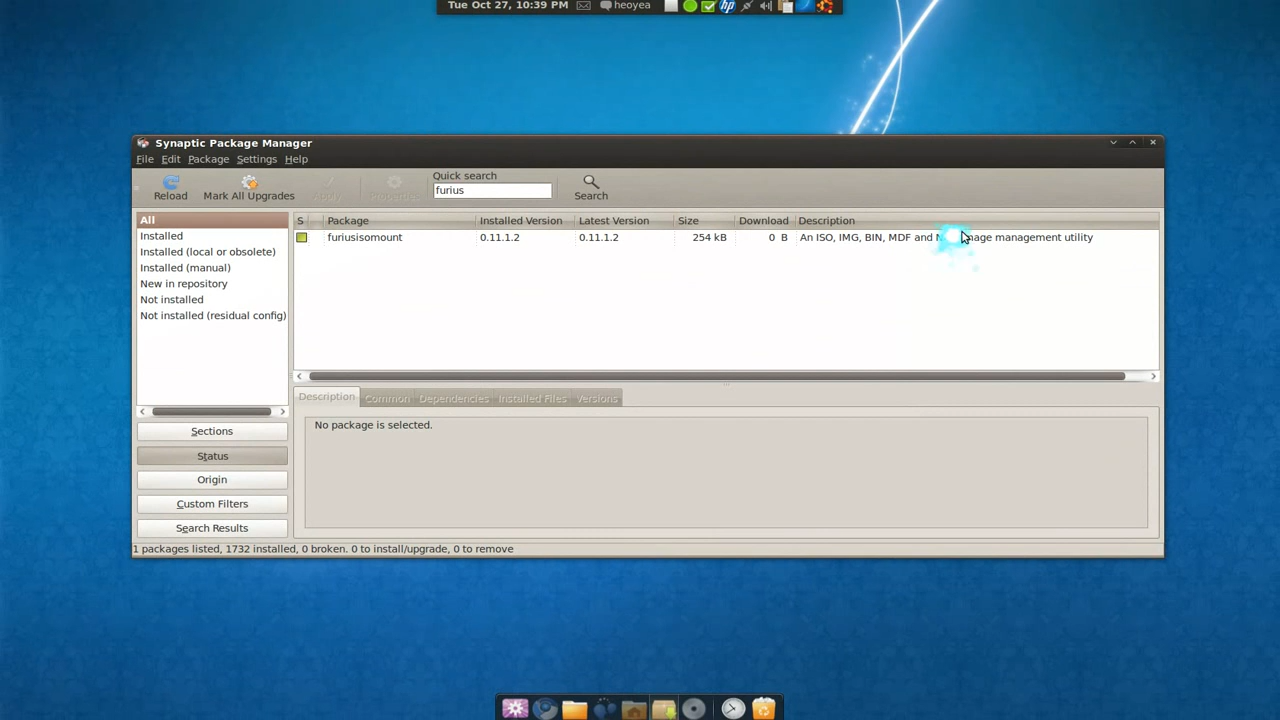 Tue Oct 27, 10:39 PM heoyea
hp
Synaptic Package Manager
File Edit Package Settings Help
Quick search
furius
Reload Mark All Upgrades Apply Properties Search
All
Installed
Installed (local or obsolete)
Installed (manual)
New in repository
Not installed
Not installed (residual config)
S Package Installed Version Latest Version Size Download Description
furiusisomount 0.11.1.2 0.11.1.2 254 kB 0 B An ISO, IMG, BIN, MDF and management utility
Description Common Dependencies Installed Files Versions
No package is selected.
Sections
Status
Origin
Custom Filters
Search Results
1 packages listed, 1732 installed, 0 broken. 0 to install/upgrade, 0 to remove